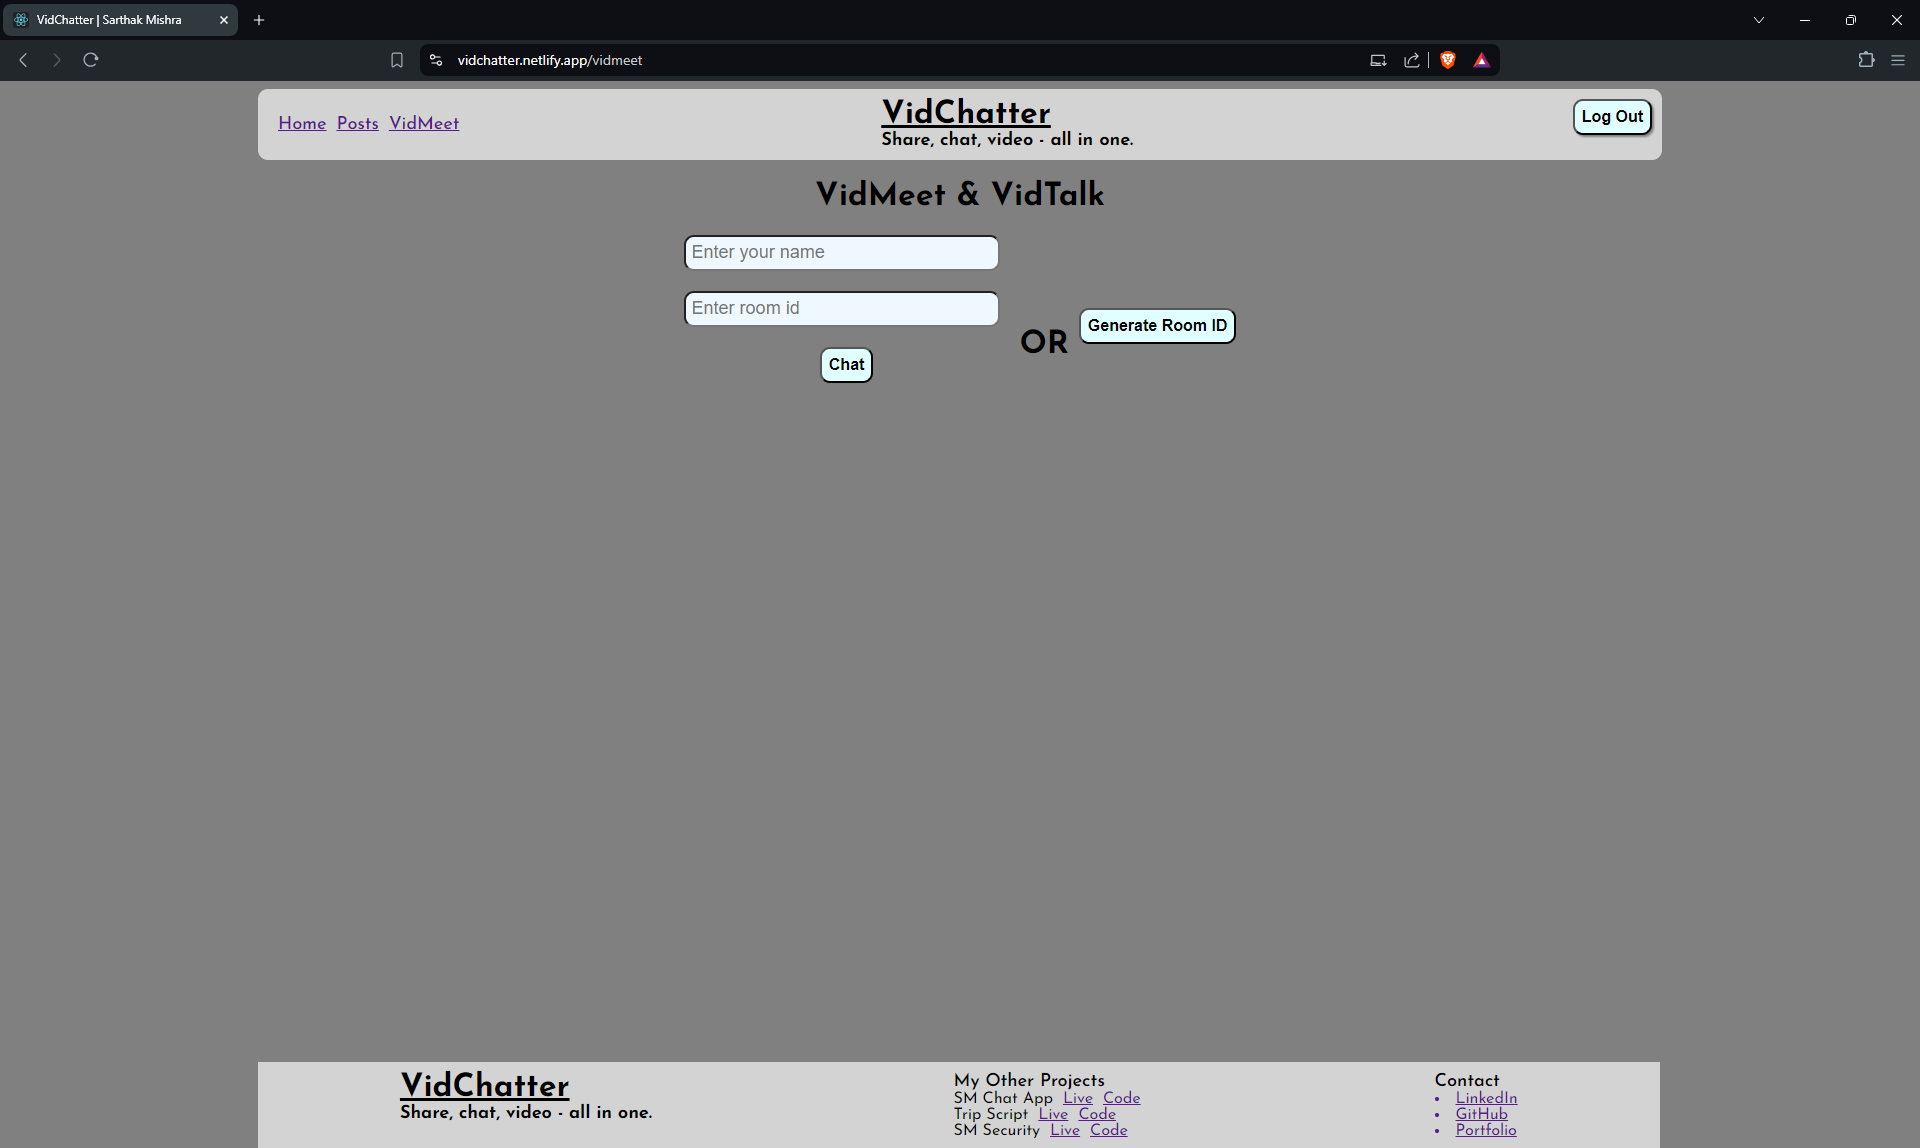 VidChatter | Sarthak Mishra
vidchatter.netlify.app/vidmeet
Home Posts VidMeet
VidChatter
Share, chat, video - all in one.
Log Out
VidMeet & VidTalk
Enter your name
Enter room id
Chat
OR
Generate Room ID
VidChatter
Share, chat, video - all in one.
My Other Projects
SM Chat App Live Code
Trip Script Live Code
SM Security Live Code
Contact
• LinkedIn
• GitHub
• Portfolio